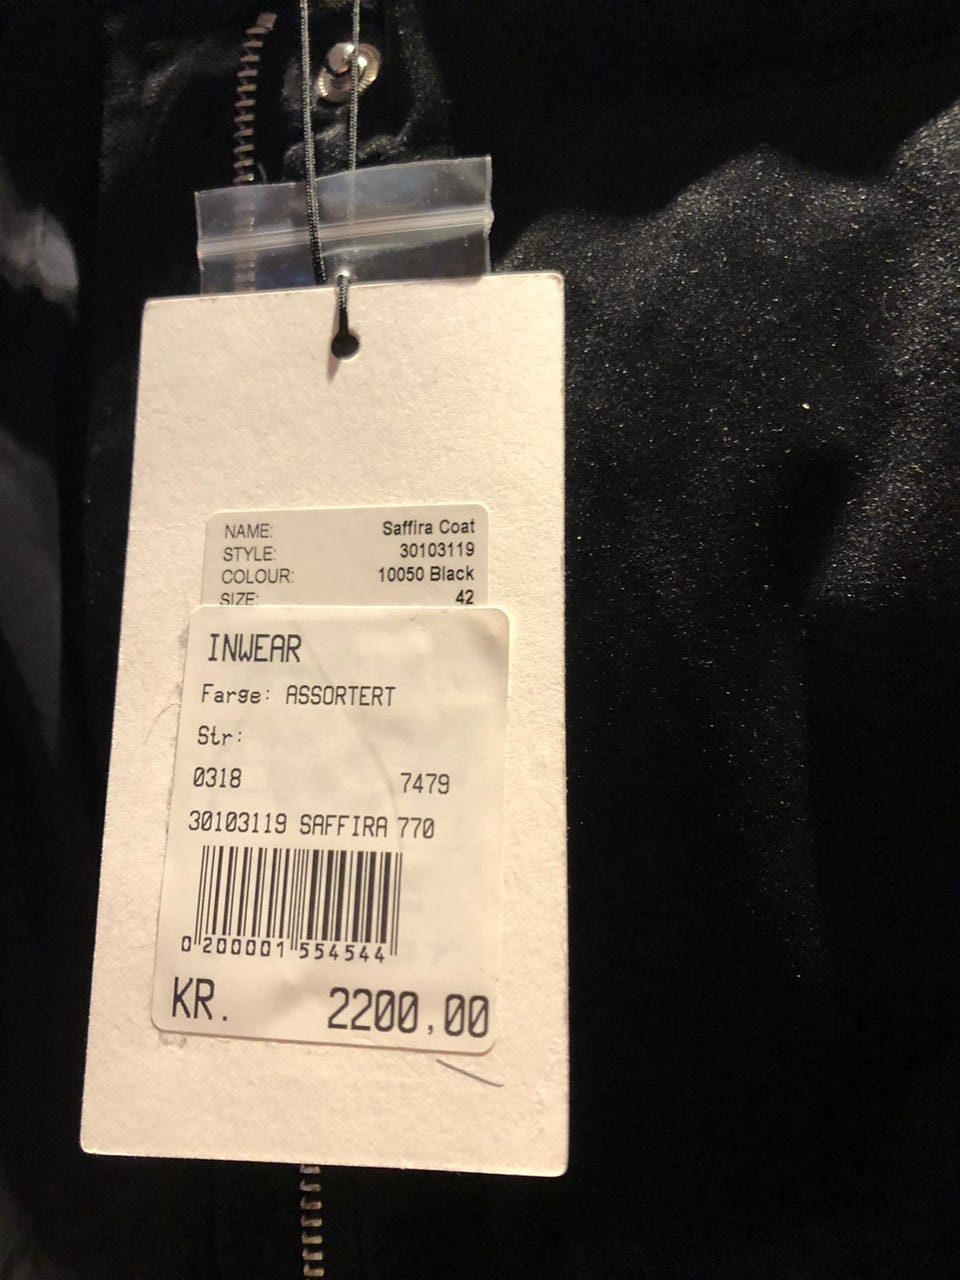 NAME: Saffira Coat
STYLE: 30103119
COLOUR: 10050 Black
SIZE: 42
INWEAR
Farge: ASSORTERT
Str:
0318 7479
30103119 SAFFIRA 770
0 200001 554544
KR. 2200,00